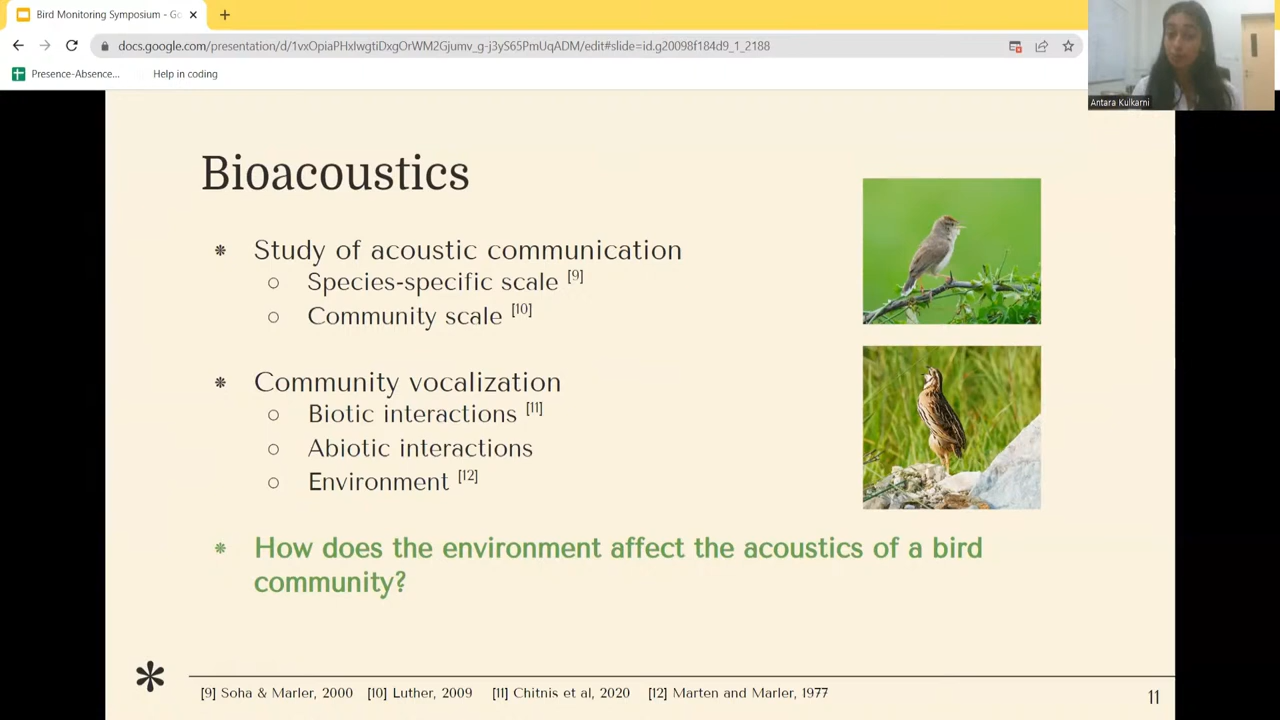 Bird Monitoring Symposium - Go
docs.google.com/presentation/d/1vxOpiaPHxlwgtiDxgOrWM2Gjumv_g-j3yS65PmUqADM/edit#slide=id.g20098f184d9_1_2188
Presence-Absence... Help in coding
Antara Kulkarni
Bioacoustics
Study of acoustic communication
Species-specific scale [9]
Community scale [10]
Community vocalization
Biotic interactions [11]
Abiotic interactions
Environment [12]
How does the environment affect the acoustics of a bird
community?
[9] Soha & Marler, 2000 [10] Luther, 2009 [11] Chitnis et al, 2020 [12] Marten and Marler, 1977
11